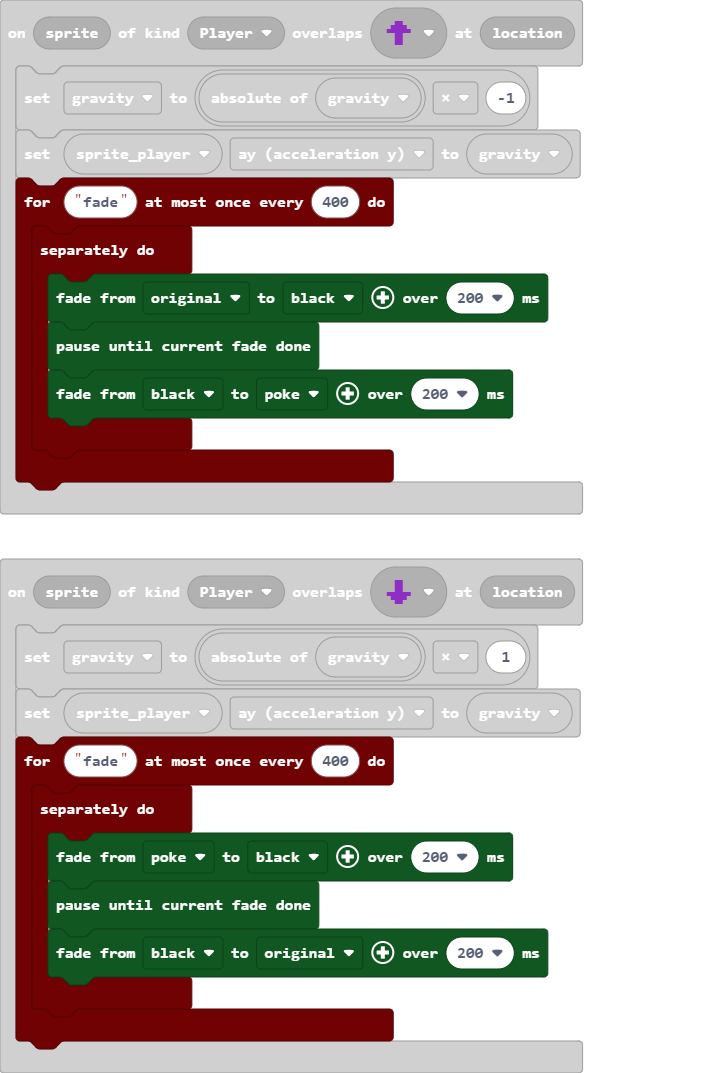 on sprite of kind Player overlaps at location
set gravity to absolute of gravity × -1
set sprite_player ay (acceleration y) to gravity
for "fade" at most once every 400 do
separately do
fade from original to black over 200 ms
pause until current fade done
fade from black to poke over 200 ms
on sprite of kind Player overlaps at location
set gravity to absolute of gravity × 1
set sprite_player ay (acceleration y) to gravity
for "fade" at most once every 400 do
separately do
fade from poke to black over 200 ms
pause until current fade done
fade from black to original over 200 ms